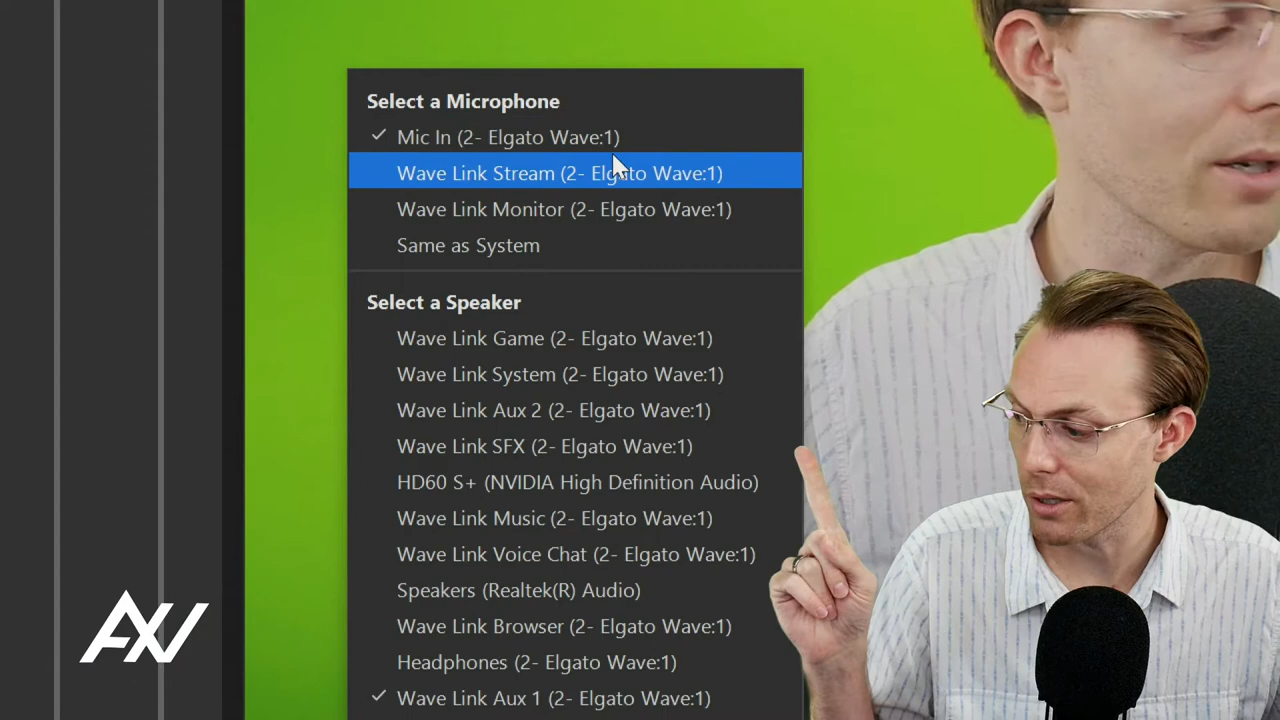 Select a Microphone
Mic In (2- Elgato Wave:1)
Wave Link Stream (2- Elgato Wave:1)
Wave Link Monitor (2- Elgato Wave:1)
Same as System
Select a Speaker
Wave Link Game (2- Elgato Wave:1)
Wave Link System (2- Elgato Wave:1)
Wave Link Aux 2 (2- Elgato Wave:1)
Wave Link SFX (2- Elgato Wave:1)
HD60 S+ (NVIDIA High Definition Audio)
Wave Link Music (2- Elgato Wave:1)
Wave Link Voice Chat (2- Elgato Wave:1)
Speakers (Realtek(R) Audio)
Wave Link Browser (2- Elgato Wave:1)
Headphones (2- Elgato Wave:1)
Wave Link Aux 1 (2- Elgato Wave:1)